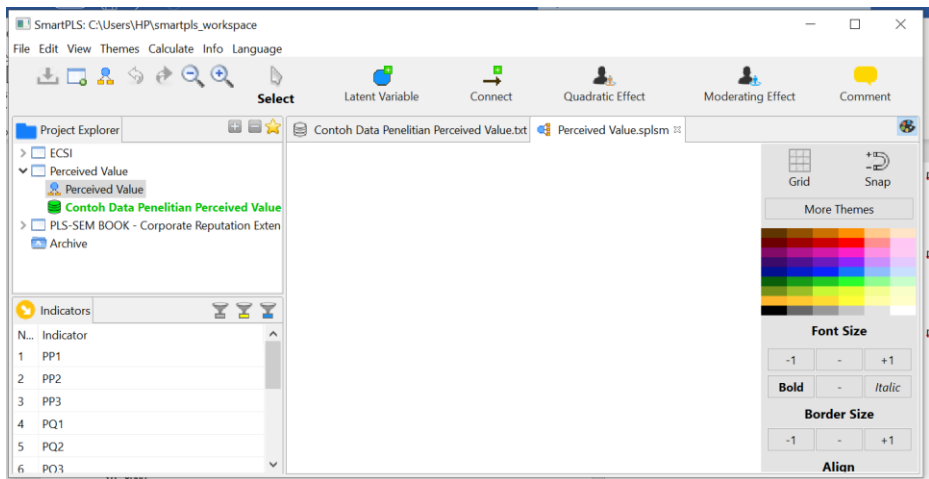 SmartPLS: C:\Users\HP\smartpls_workspace
File Edit View Themes Calculate Info Language
Select
Latent Variable
Connect
Quadratic Effect
Moderating Effect
Comment
Project Explorer
ECSI
Perceived Value
Perceived Value
Contoh Data Penelitian Perceived Value
PLS-SEM BOOK - Corporate Reputation Exten
Archive
Indicators
N... Indicator
1 PP1
2 PP2
3 PP3
4 PQ1
5 PQ2
6 PQ3
Contoh Data Penelitian Perceived Value.txt
Perceived Value.splsm
Grid
Snap
More Themes
Font Size
-1 - +1
Bold - Italic
Border Size
-1 - +1
Align